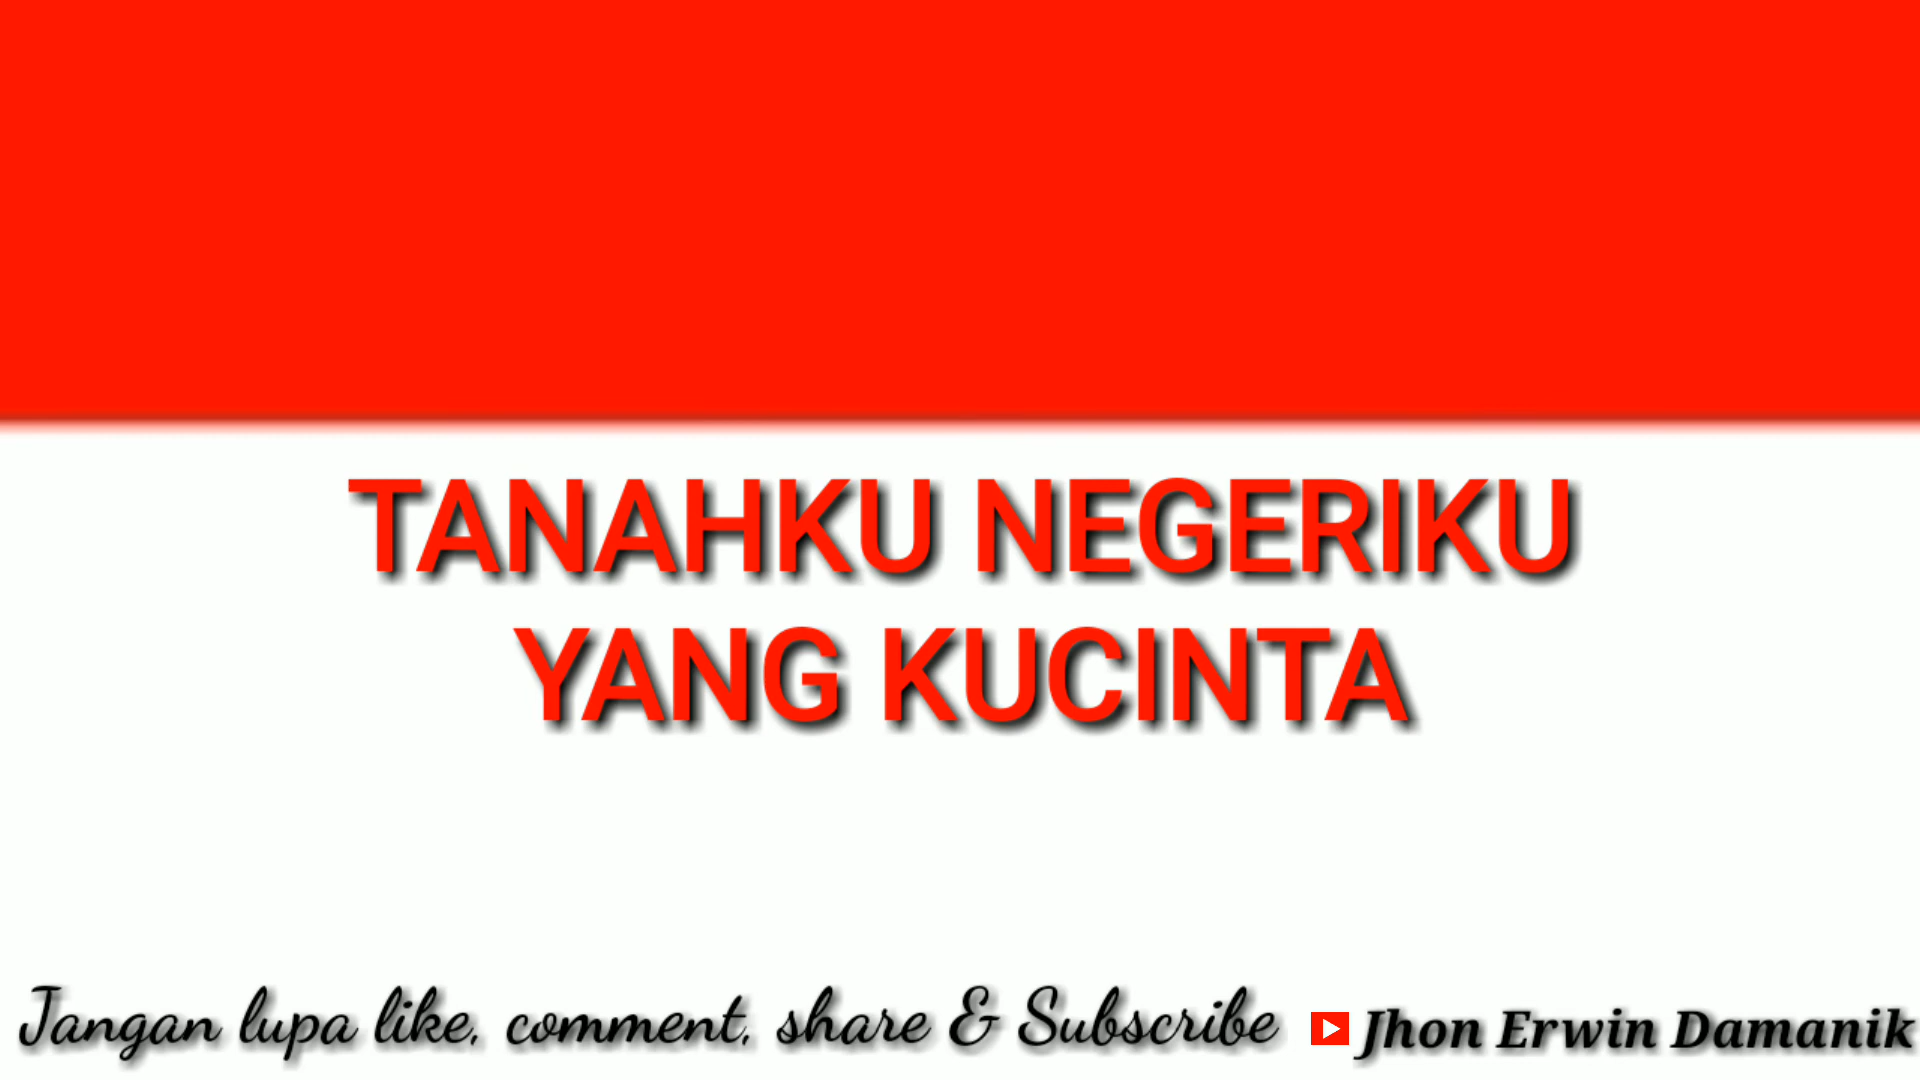 TANAHKU NEGERIKU
YANG KUCINTA
Jangan lupa like, comment, share & Subscribe Jhon Erwin Damanik